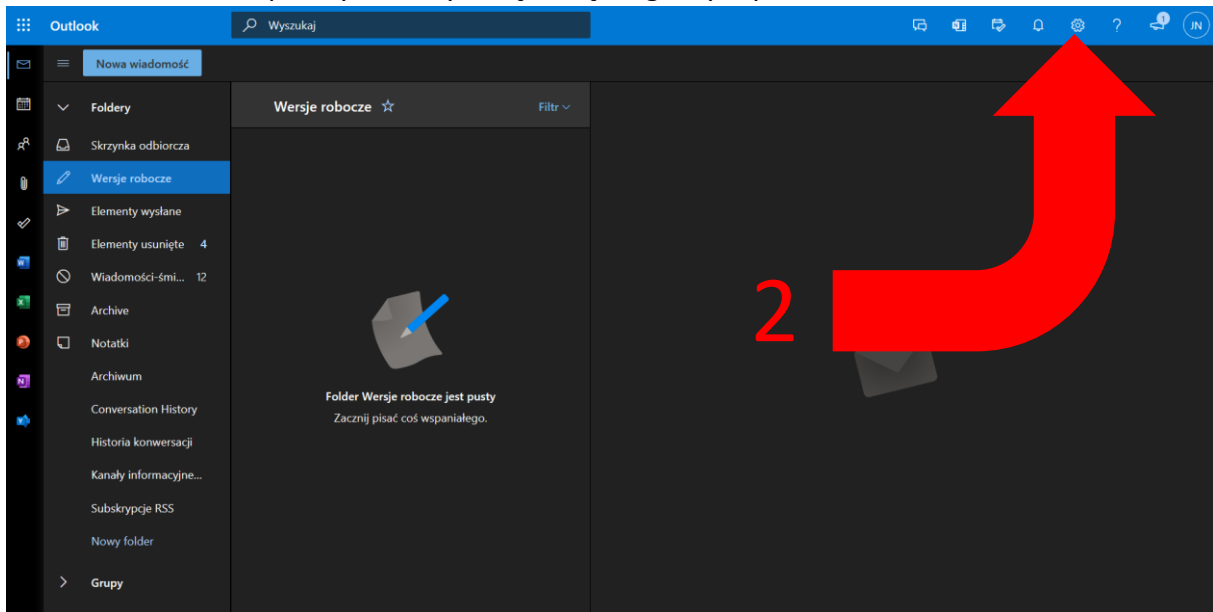 Outlook
Wyszukaj
JN
1
Nowa wiadomość
Foldery
Wersje robocze
Filtr
Skrzynka odbiorcza
Wersje robocze
Elementy wysłane
Elementy usunięte 4
Wiadomości-śmi... 12
Archive
Notatki
Archiwum
Conversation History
Historia konwersacji
Kanały informacyjne...
Subskrypcje RSS
Nowy folder
Grupy
Folder Wersje robocze jest pusty
Zacznij pisać coś wspaniałego.
2